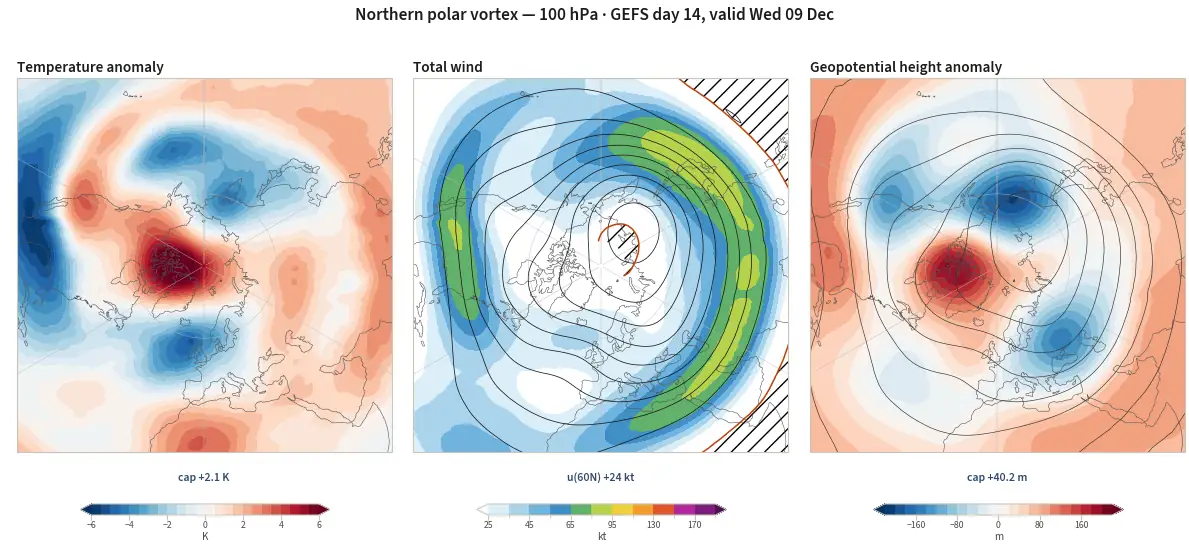 Northern polar vortex — 100 hPa · GEFS day 14, valid Wed 09 Dec
Temperature anomaly
Total wind
Geopotential height anomaly
cap +2.1 K
u(60N) +24 kt
cap +40.2 m
−6 −4 −2 0 2 4 6
K
25 45 65 95 130 170
kt
−160 −80 0 80 160
m